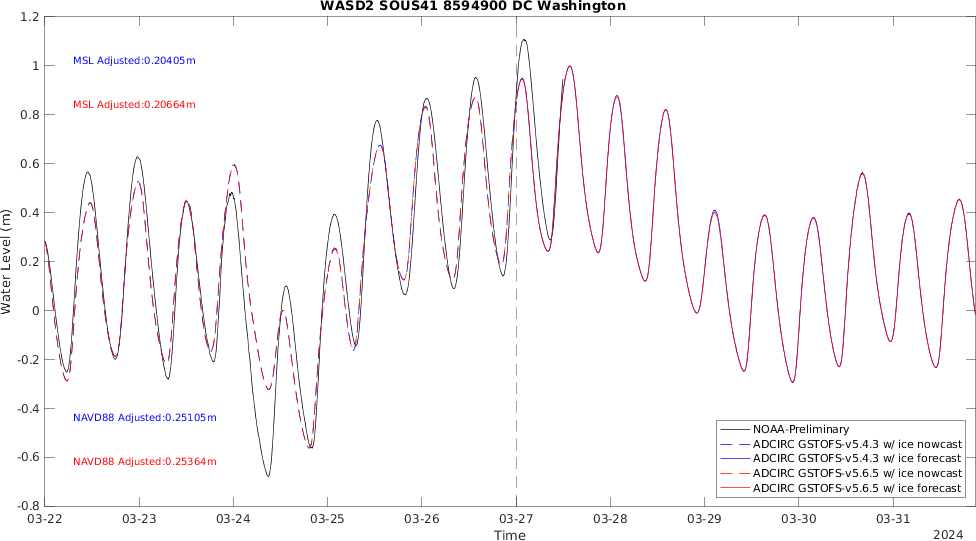 WASD2 SOUS41 8594900 DC Washington
1.2
1
0.8
0.6
0.4
0.2
0
-0.2
-0.4
-0.6
-0.8
Water Level (m)
MSL Adjusted:0.20405m
MSL Adjusted:0.20664m
NAVD88 Adjusted:0.25105m
NAVD88 Adjusted:0.25364m
NOAA-Preliminary
ADCIRC GSTOFS-v5.4.3 w/ ice nowcast
ADCIRC GSTOFS-v5.4.3 w/ ice forecast
ADCIRC GSTOFS-v5.6.5 w/ ice nowcast
ADCIRC GSTOFS-v5.6.5 w/ ice forecast
03-22 03-23 03-24 03-25 03-26 03-27 03-28 03-29 03-30 03-31
Time
2024